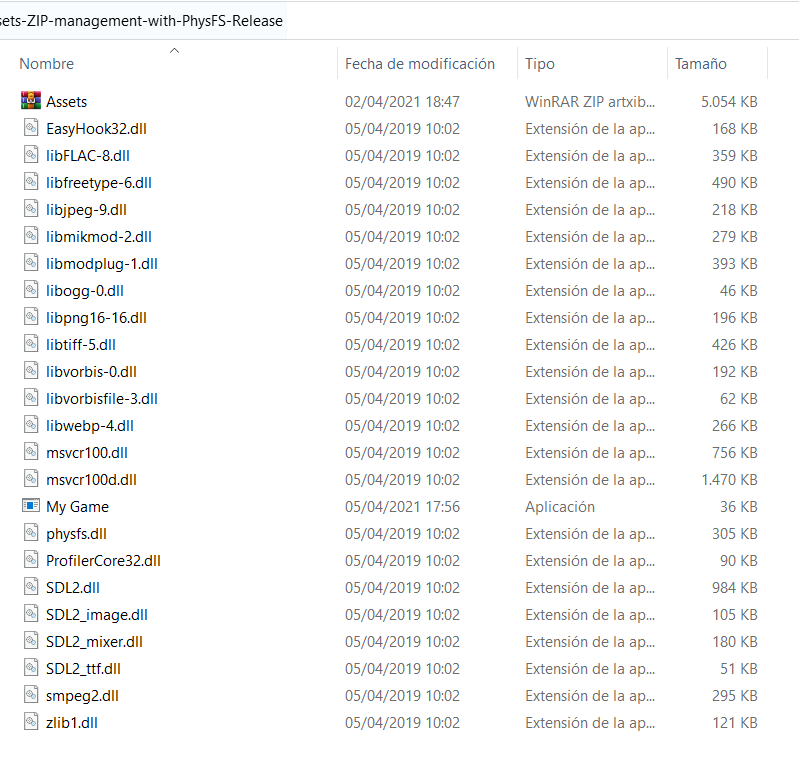 sets-ZIP-management-with-PhysFS-Release
Nombre Fecha de modificación Tipo Tamaño
Assets 02/04/2021 18:47 WinRAR ZIP artxib... 5.054 KB
EasyHook32.dll 05/04/2019 10:02 Extensión de la ap... 168 KB
libFLAC-8.dll 05/04/2019 10:02 Extensión de la ap... 359 KB
libfreetype-6.dll 05/04/2019 10:02 Extensión de la ap... 490 KB
libjpeg-9.dll 05/04/2019 10:02 Extensión de la ap... 218 KB
libmikmod-2.dll 05/04/2019 10:02 Extensión de la ap... 279 KB
libmodplug-1.dll 05/04/2019 10:02 Extensión de la ap... 393 KB
libogg-0.dll 05/04/2019 10:02 Extensión de la ap... 46 KB
libpng16-16.dll 05/04/2019 10:02 Extensión de la ap... 196 KB
libtiff-5.dll 05/04/2019 10:02 Extensión de la ap... 426 KB
libvorbis-0.dll 05/04/2019 10:02 Extensión de la ap... 192 KB
libvorbisfile-3.dll 05/04/2019 10:02 Extensión de la ap... 62 KB
libwebp-4.dll 05/04/2019 10:02 Extensión de la ap... 266 KB
msvcr100.dll 05/04/2019 10:02 Extensión de la ap... 756 KB
msvcr100d.dll 05/04/2019 10:02 Extensión de la ap... 1.470 KB
My Game 05/04/2021 17:56 Aplicación 36 KB
physfs.dll 05/04/2019 10:02 Extensión de la ap... 305 KB
ProfilerCore32.dll 05/04/2019 10:02 Extensión de la ap... 90 KB
SDL2.dll 05/04/2019 10:02 Extensión de la ap... 984 KB
SDL2_image.dll 05/04/2019 10:02 Extensión de la ap... 105 KB
SDL2_mixer.dll 05/04/2019 10:02 Extensión de la ap... 180 KB
SDL2_ttf.dll 05/04/2019 10:02 Extensión de la ap... 51 KB
smpeg2.dll 05/04/2019 10:02 Extensión de la ap... 295 KB
zlib1.dll 05/04/2019 10:02 Extensión de la ap... 121 KB